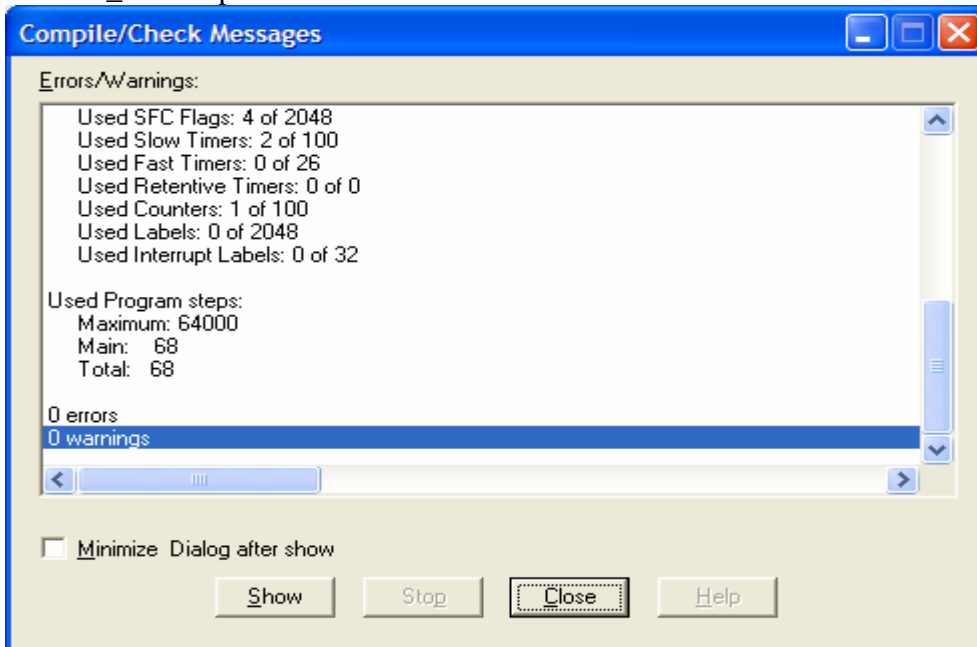 Compile/Check Messages
Errors/Warnings:
Used SFC Flags: 4 of 2048
Used Slow Timers: 2 of 100
Used Fast Timers: 0 of 26
Used Retentive Timers: 0 of 0
Used Counters: 1 of 100
Used Labels: 0 of 2048
Used Interrupt Labels: 0 of 32
Used Program steps:
Maximum: 64000
Main: 68
Total: 68
0 errors
0 warnings
Minimize Dialog after show
Show Stop Close Help